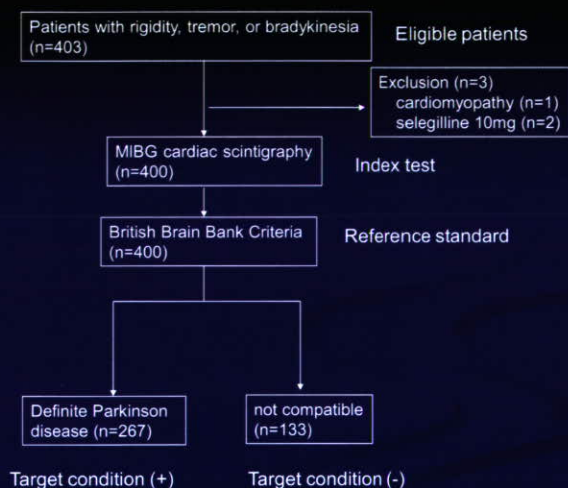 Patients with rigidity, tremor, or bradykinesia
(n=403)
Eligible patients
Exclusion (n=3)
cardiomyopathy (n=1)
selegilline 10mg (n=2)
MIBG cardiac scintigraphy
(n=400)
Index test
British Brain Bank Criteria
(n=400)
Reference standard
Definite Parkinson
disease (n=267)
not compatible
(n=133)
Target condition (+)
Target condition (-)